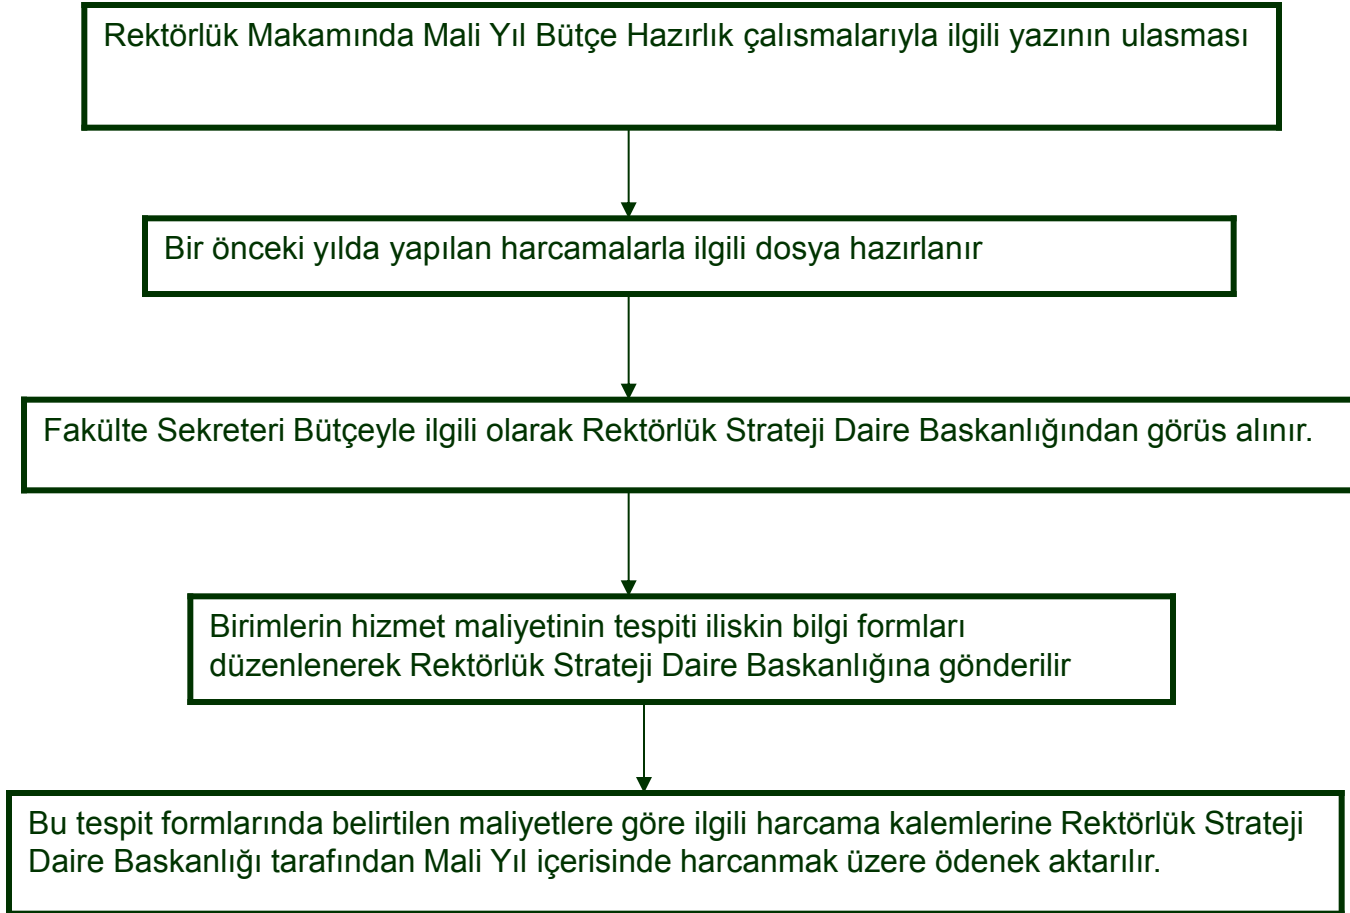 Rektörlük Makamında Mali Yıl Bütçe Hazırlık çalısmalarıyla ilgili yazının ulasması
Bir önceki yılda yapılan harcamalarla ilgili dosya hazırlanır
Fakülte Sekreteri Bütçeyle ilgili olarak Rektörlük Strateji Daire Baskanlığından görüs alınır.
Birimlerin hizmet maliyetinin tespiti iliskin bilgi formları
düzenlenerek Rektörlük Strateji Daire Baskanlığına gönderilir
Bu tespit formlarında belirtilen maliyetlere göre ilgili harcama kalemlerine Rektörlük Strateji
Daire Baskanlığı tarafından Mali Yıl içerisinde harcanmak üzere ödenek aktarılır.